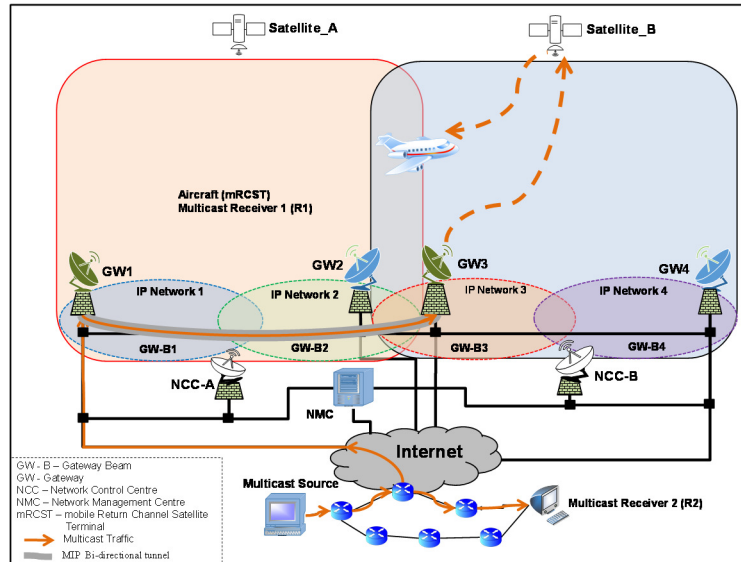 Satellite_A
Satellite_B
Aircraft (mRCST)
Multicast Receiver 1 (R1)
GW1
GW2
GW3
GW4
IP Network 1
IP Network 2
IP Network 3
IP Network 4
GW-B1
GW-B2
GW-B3
GW-B4
NCC-A
NCC-B
NMC
Internet
Multicast Source
Multicast Receiver 2 (R2)
GW - B – Gateway Beam
GW - Gateway
NCC – Network Control Centre
NMC – Network Management Centre
mRCST – mobile Return Channel Satellite
Terminal
Multicast Traffic
MIP Bi-directional tunnel